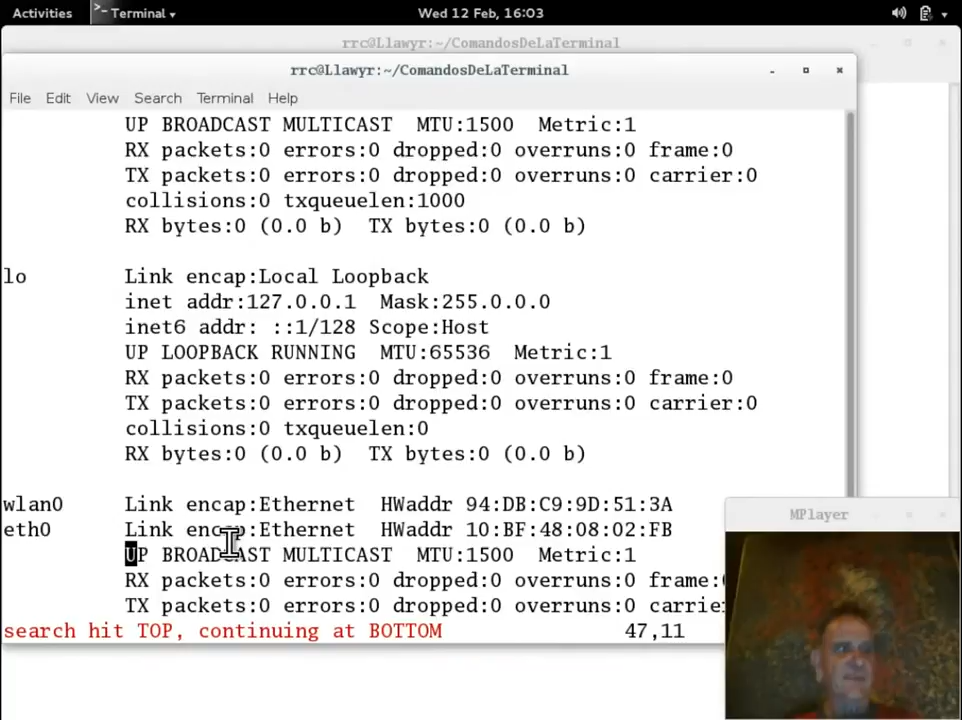 Activities
Terminal
Wed 12 Feb, 16:03
rrc@Llawyr:~/ComandosDeLaTerminal
rrc@Llawyr:~/ComandosDeLaTerminal
File Edit View Search Terminal Help
UP BROADCAST MULTICAST  MTU:1500  Metric:1
RX packets:0 errors:0 dropped:0 overruns:0 frame:0
TX packets:0 errors:0 dropped:0 overruns:0 carrier:0
collisions:0 txqueuelen:1000
RX bytes:0 (0.0 b)  TX bytes:0 (0.0 b)
lo        Link encap:Local Loopback
inet addr:127.0.0.1  Mask:255.0.0.0
inet6 addr: ::1/128 Scope:Host
UP LOOPBACK RUNNING  MTU:65536  Metric:1
RX packets:0 errors:0 dropped:0 overruns:0 frame:0
TX packets:0 errors:0 dropped:0 overruns:0 carrier:0
collisions:0 txqueuelen:0
RX bytes:0 (0.0 b)  TX bytes:0 (0.0 b)
wlan0     Link encap:Ethernet  HWaddr 94:DB:C9:9D:51:3A
eth0      Link encap:Ethernet  HWaddr 10:BF:48:08:02:FB
UP BROADCAST MULTICAST  MTU:1500  Metric:1
RX packets:0 errors:0 dropped:0 overruns:0 frame:
TX packets:0 errors:0 dropped:0 overruns:0 carrier
search hit TOP, continuing at BOTTOM 47,11
MPlayer